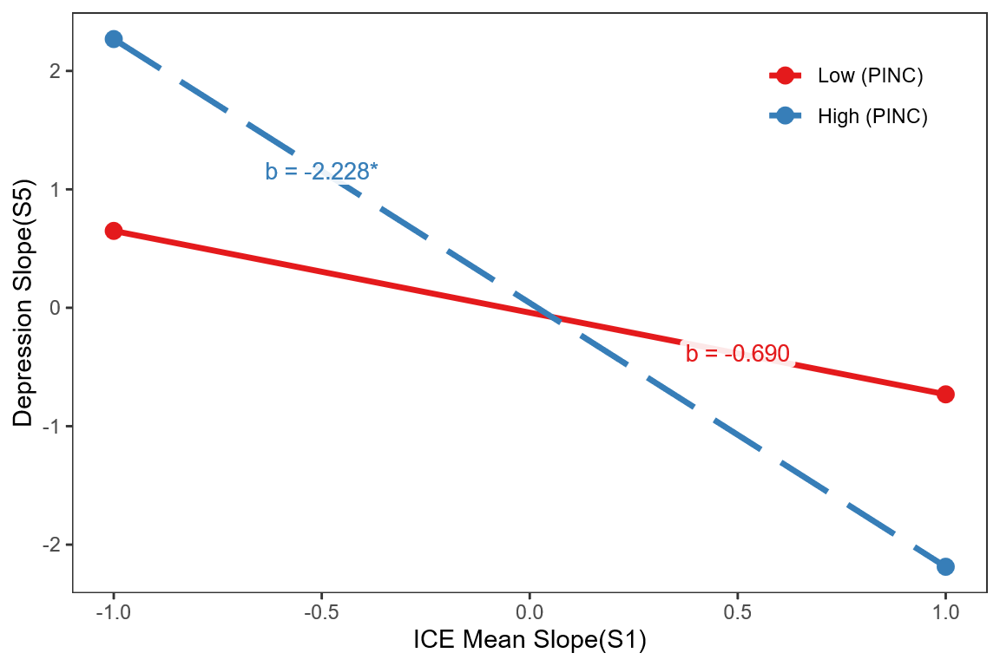 Low (PINC)
High (PINC)
b = -2.228*
b = -0.690
Depression Slope(S5)
2
1
0
-1
-2
-1.0
-0.5
0.0
0.5
1.0
ICE Mean Slope(S1)